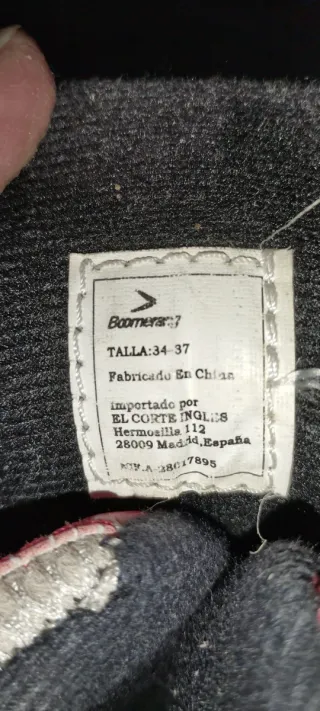 Boomerang
TALLA:34-37
Fabricado En China
Importado por
EL CORTE INGLES
Hermosilla 112
28009 Madrid,España
NIF.A-28017895